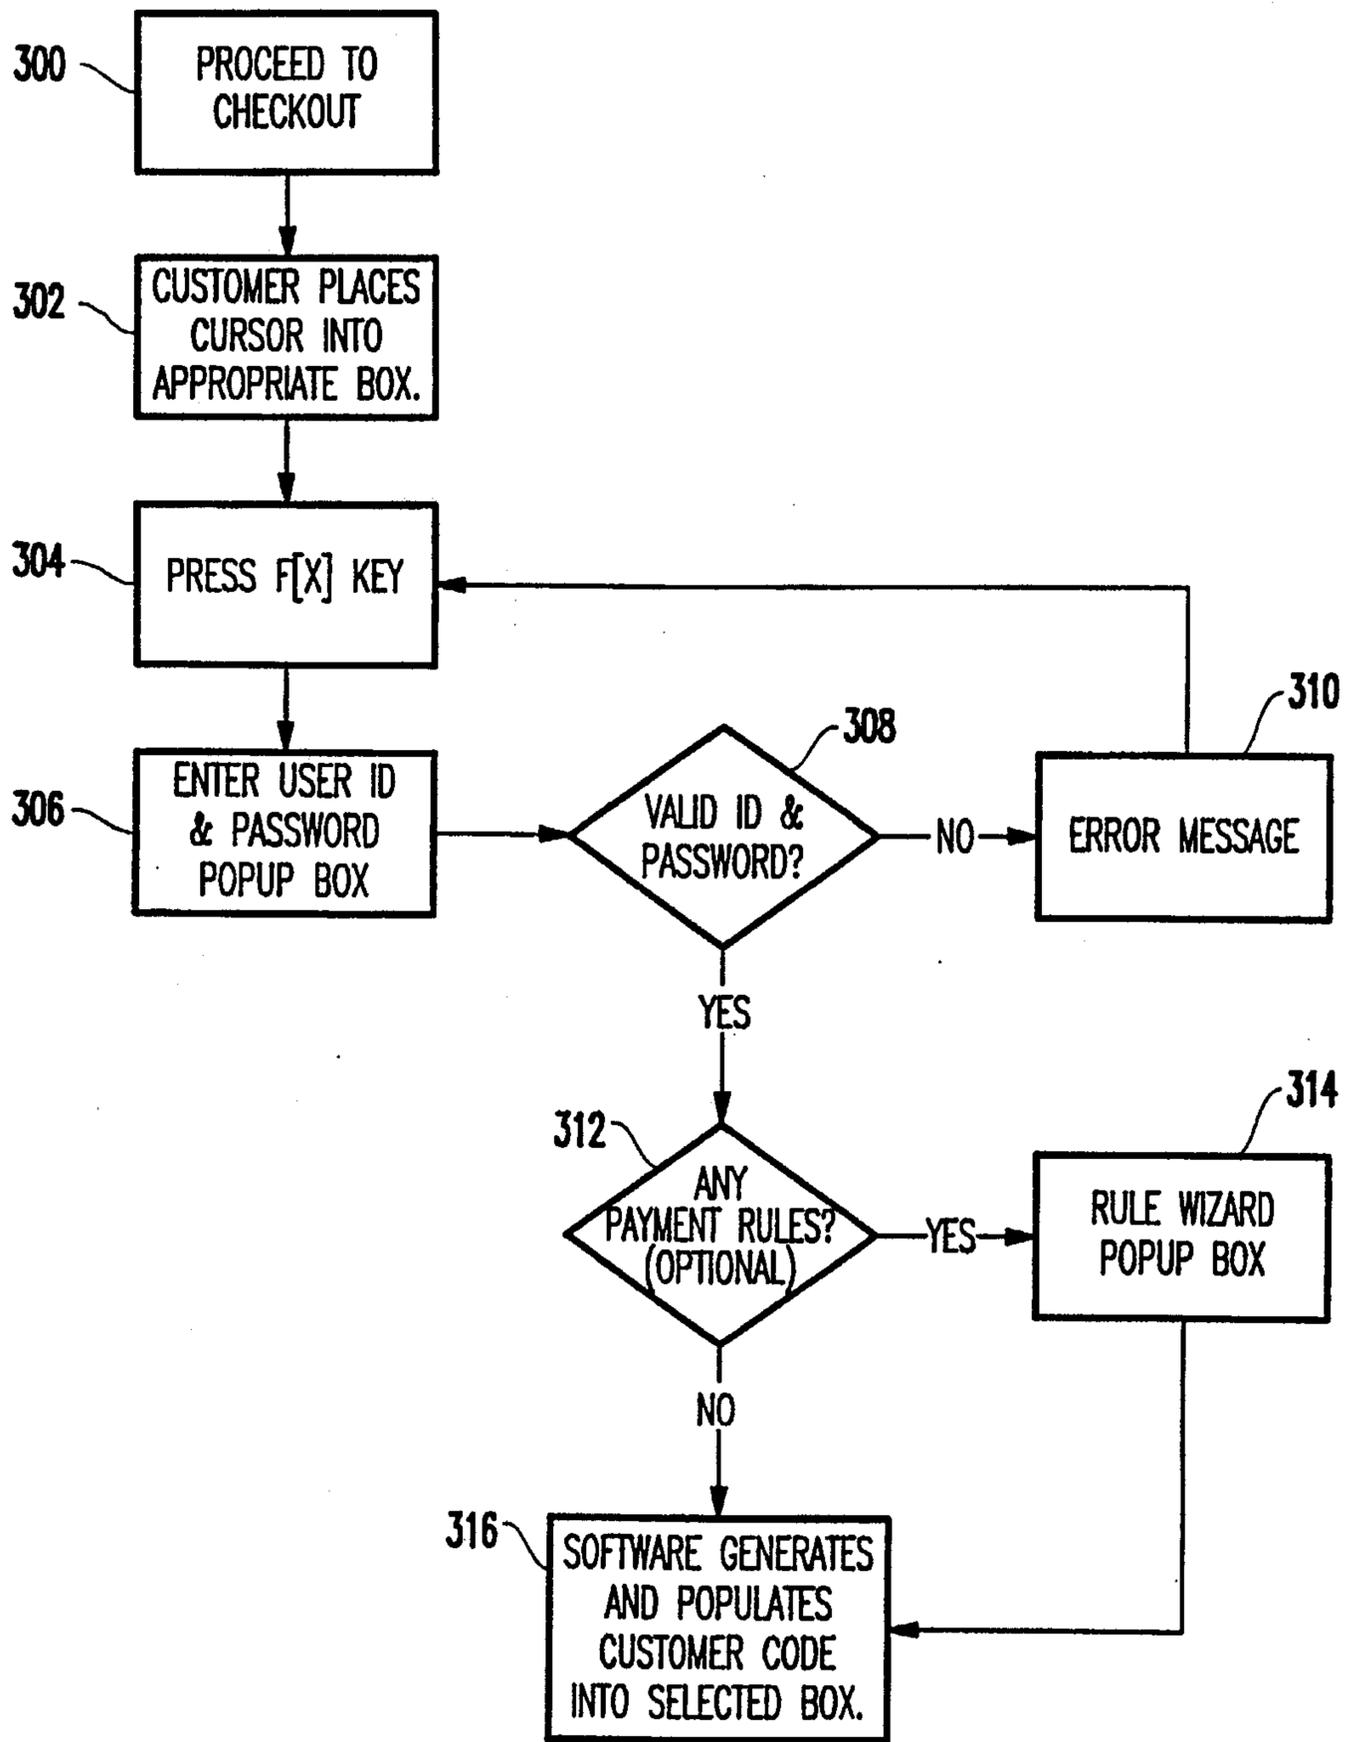 300
PROCEED TO
CHECKOUT
302
CUSTOMER PLACES
CURSOR INTO
APPROPRIATE BOX.
304
PRESS F[X] KEY
306
ENTER USER ID
& PASSWORD
POPUP BOX
308
VALID ID &
PASSWORD?
NO
310
ERROR MESSAGE
YES
312
ANY
PAYMENT RULES?
(OPTIONAL)
YES
314
RULE WIZARD
POPUP BOX
NO
316
SOFTWARE GENERATES
AND POPULATES
CUSTOMER CODE
INTO SELECTED BOX.